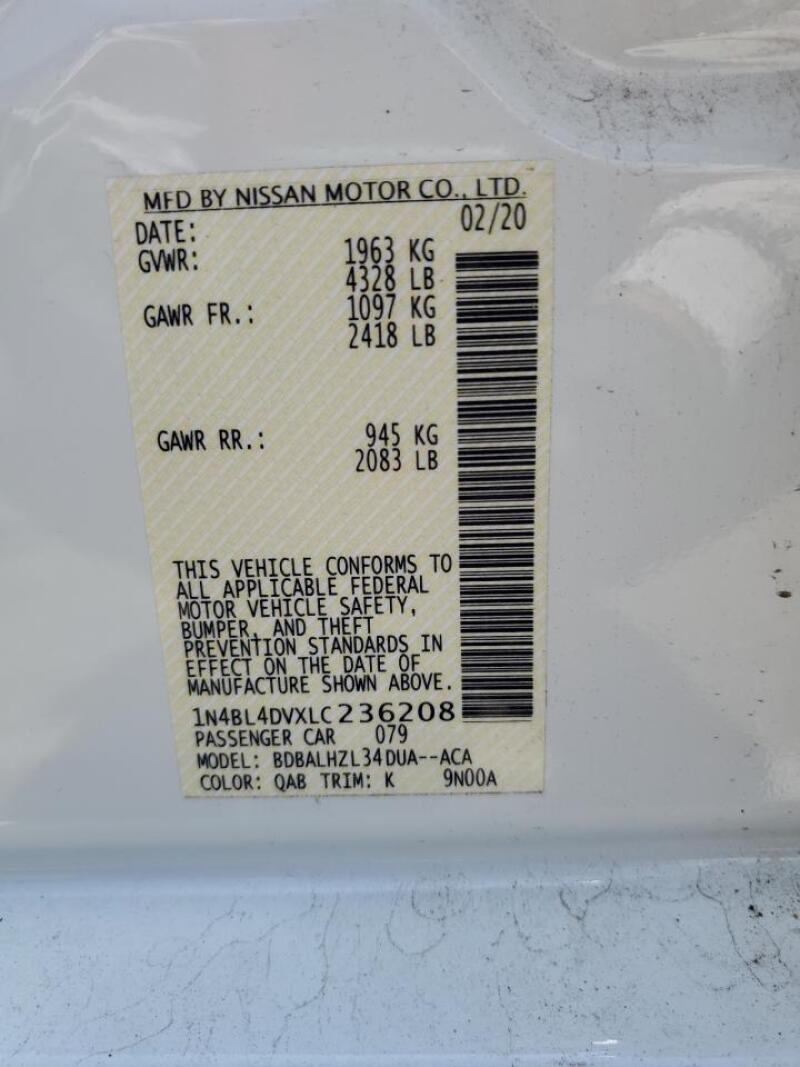 MFD BY NISSAN MOTOR CO., LTD.
DATE: 02/20
GVWR: 1963 KG
4328 LB
GAWR FR.: 1097 KG
2418 LB
GAWR RR.: 945 KG
2083 LB
THIS VEHICLE CONFORMS TO
ALL APPLICABLE FEDERAL
MOTOR VEHICLE SAFETY,
BUMPER, AND THEFT
PREVENTION STANDARDS IN
EFFECT ON THE DATE OF
MANUFACTURE SHOWN ABOVE.
1N4BL4DVXLC236208
PASSENGER CAR 079
MODEL: BDBALHZL34DUA--ACA
COLOR: QAB TRIM: K 9N00A